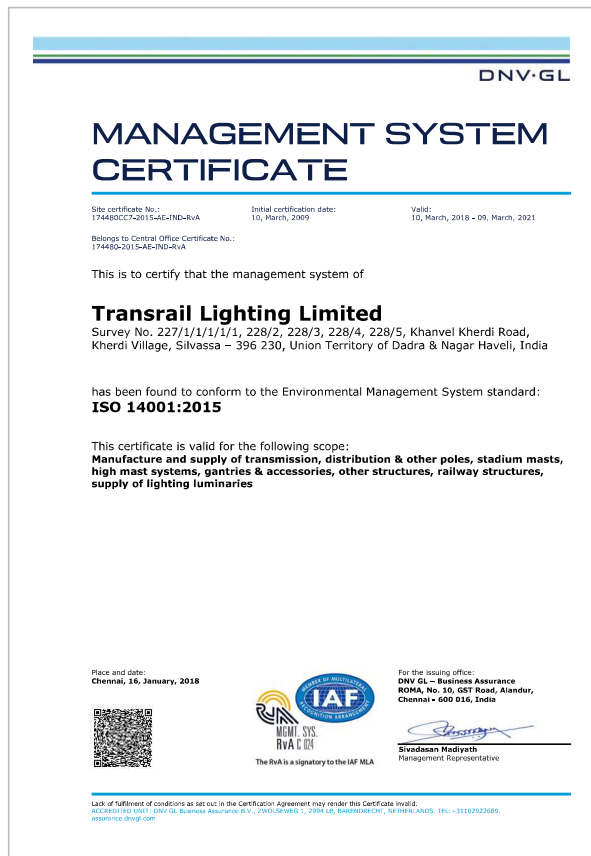 DNV·GL
MANAGEMENT SYSTEM
CERTIFICATE
Site certificate No.:
174480CC7-2015-AE-IND-RvA
Initial certification date:
10, March, 2009
Valid:
10, March, 2018 - 09, March, 2021
Belongs to Central Office Certificate No.:
174480-2015-AE-IND-RvA
This is to certify that the management system of
Transrail Lighting Limited
Survey No. 227/1/1/1/1/1, 228/2, 228/3, 228/4, 228/5, Khanvel Kherdi Road,
Kherdi Village, Silvassa – 396 230, Union Territory of Dadra & Nagar Haveli, India
has been found to conform to the Environmental Management System standard:
ISO 14001:2015
This certificate is valid for the following scope:
Manufacture and supply of transmission, distribution & other poles, stadium masts,
high mast systems, gantries & accessories, other structures, railway structures,
supply of lighting luminaries
Place and date:
Chennai, 16, January, 2018
MEMBER OF MULTILATERAL
IAF
RECOGNITION ARRANGEMENT
MGMT. SYS.
RvA C 024
The RvA is a signatory to the IAF MLA
For the issuing office:
DNV GL – Business Assurance
ROMA, No. 10, GST Road, Alandur,
Chennai - 600 016, India
Sivadasan Madiyath
Management Representative
Lack of fulfilment of conditions as set out in the Certification Agreement may render this Certificate invalid.
ACCREDITED UNIT: DNV GL Business Assurance B.V., ZWOLSEWEG 1, 2994 LB, BARENDRECHT, NETHERLANDS. TEL:+31102922689.
assurance.dnvgl.com